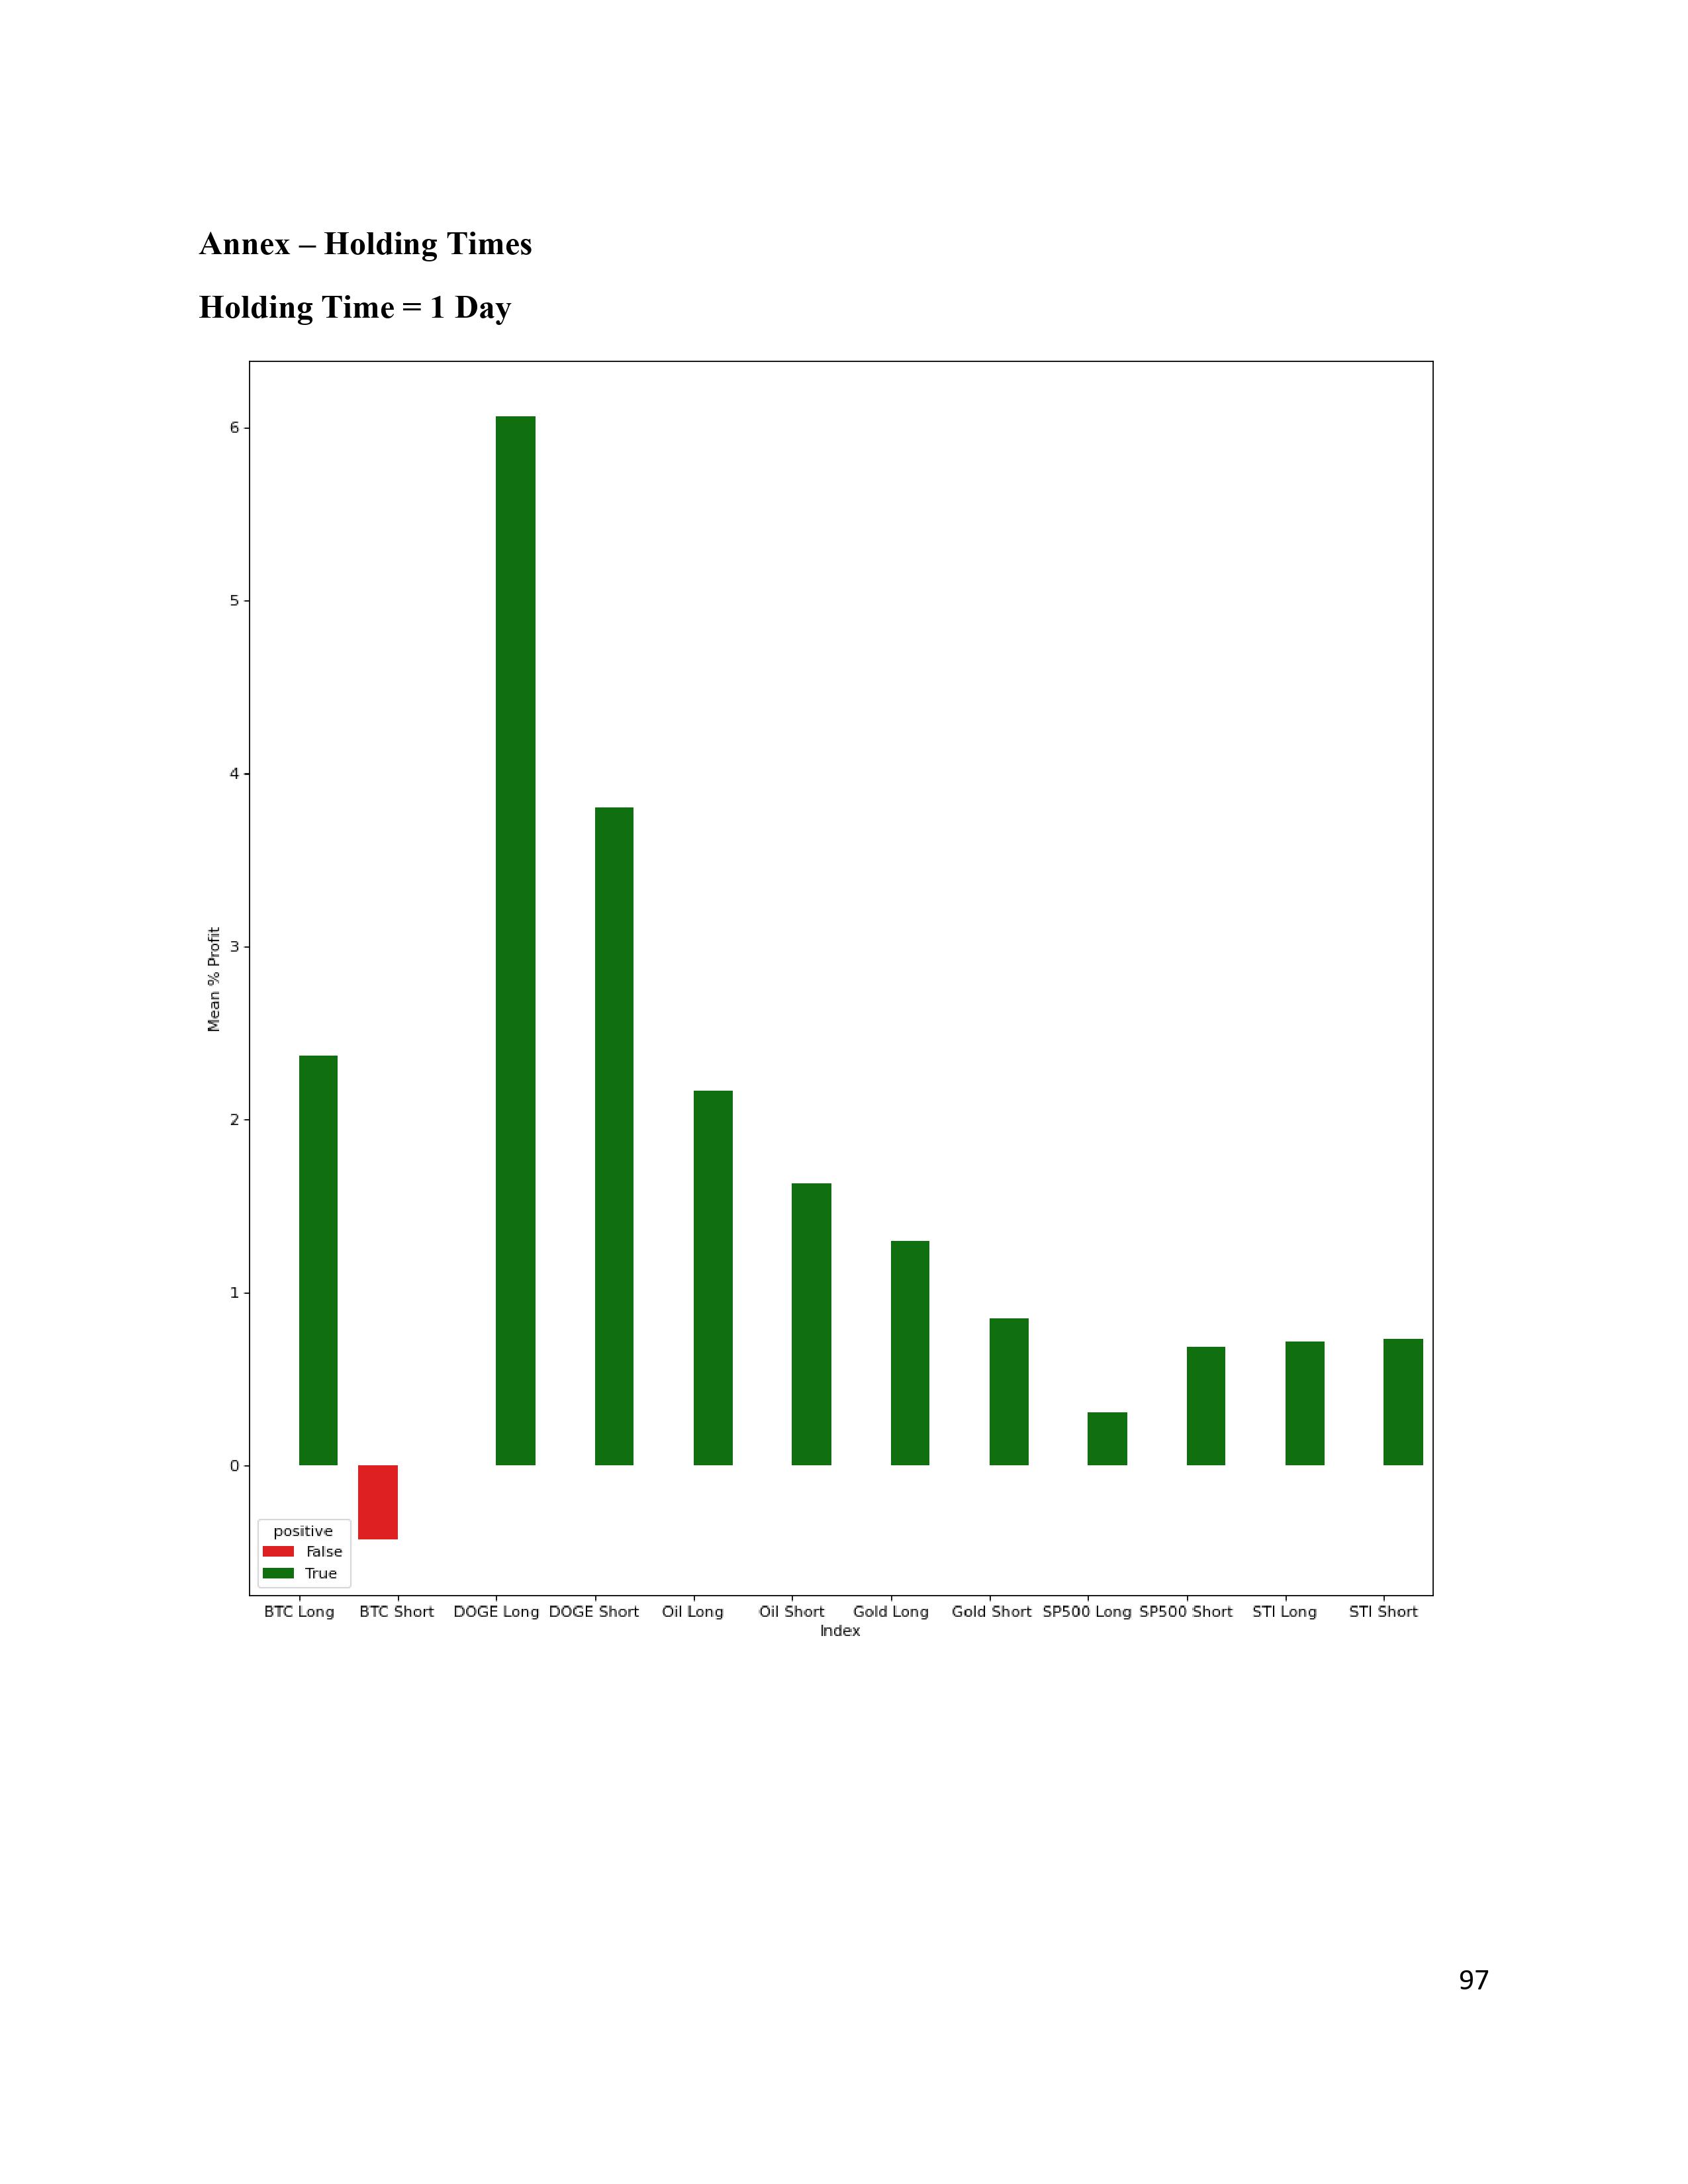 Annex – Holding Times
Holding Time = 1 Day
6
5
4
3
2
1
0
Mean % Profit
positive
False
True
BTC Long BTC Short DOGE Long DOGE Short Oil Long Oil Short Gold Long Gold Short SP500 Long SP500 Short STI Long STI Short
Index
97